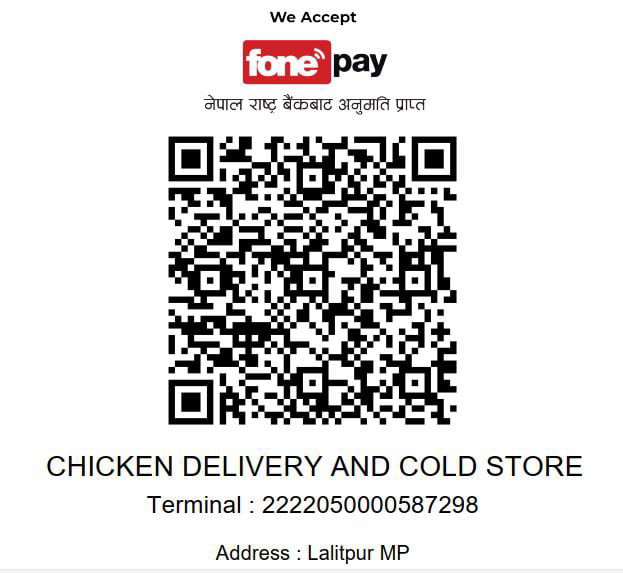 We Accept
fonepay
नेपाल राष्ट्र बैंकबाट अनुमति प्राप्त
CHICKEN DELIVERY AND COLD STORE
Terminal : 2222050000587298
Address : Lalitpur MP